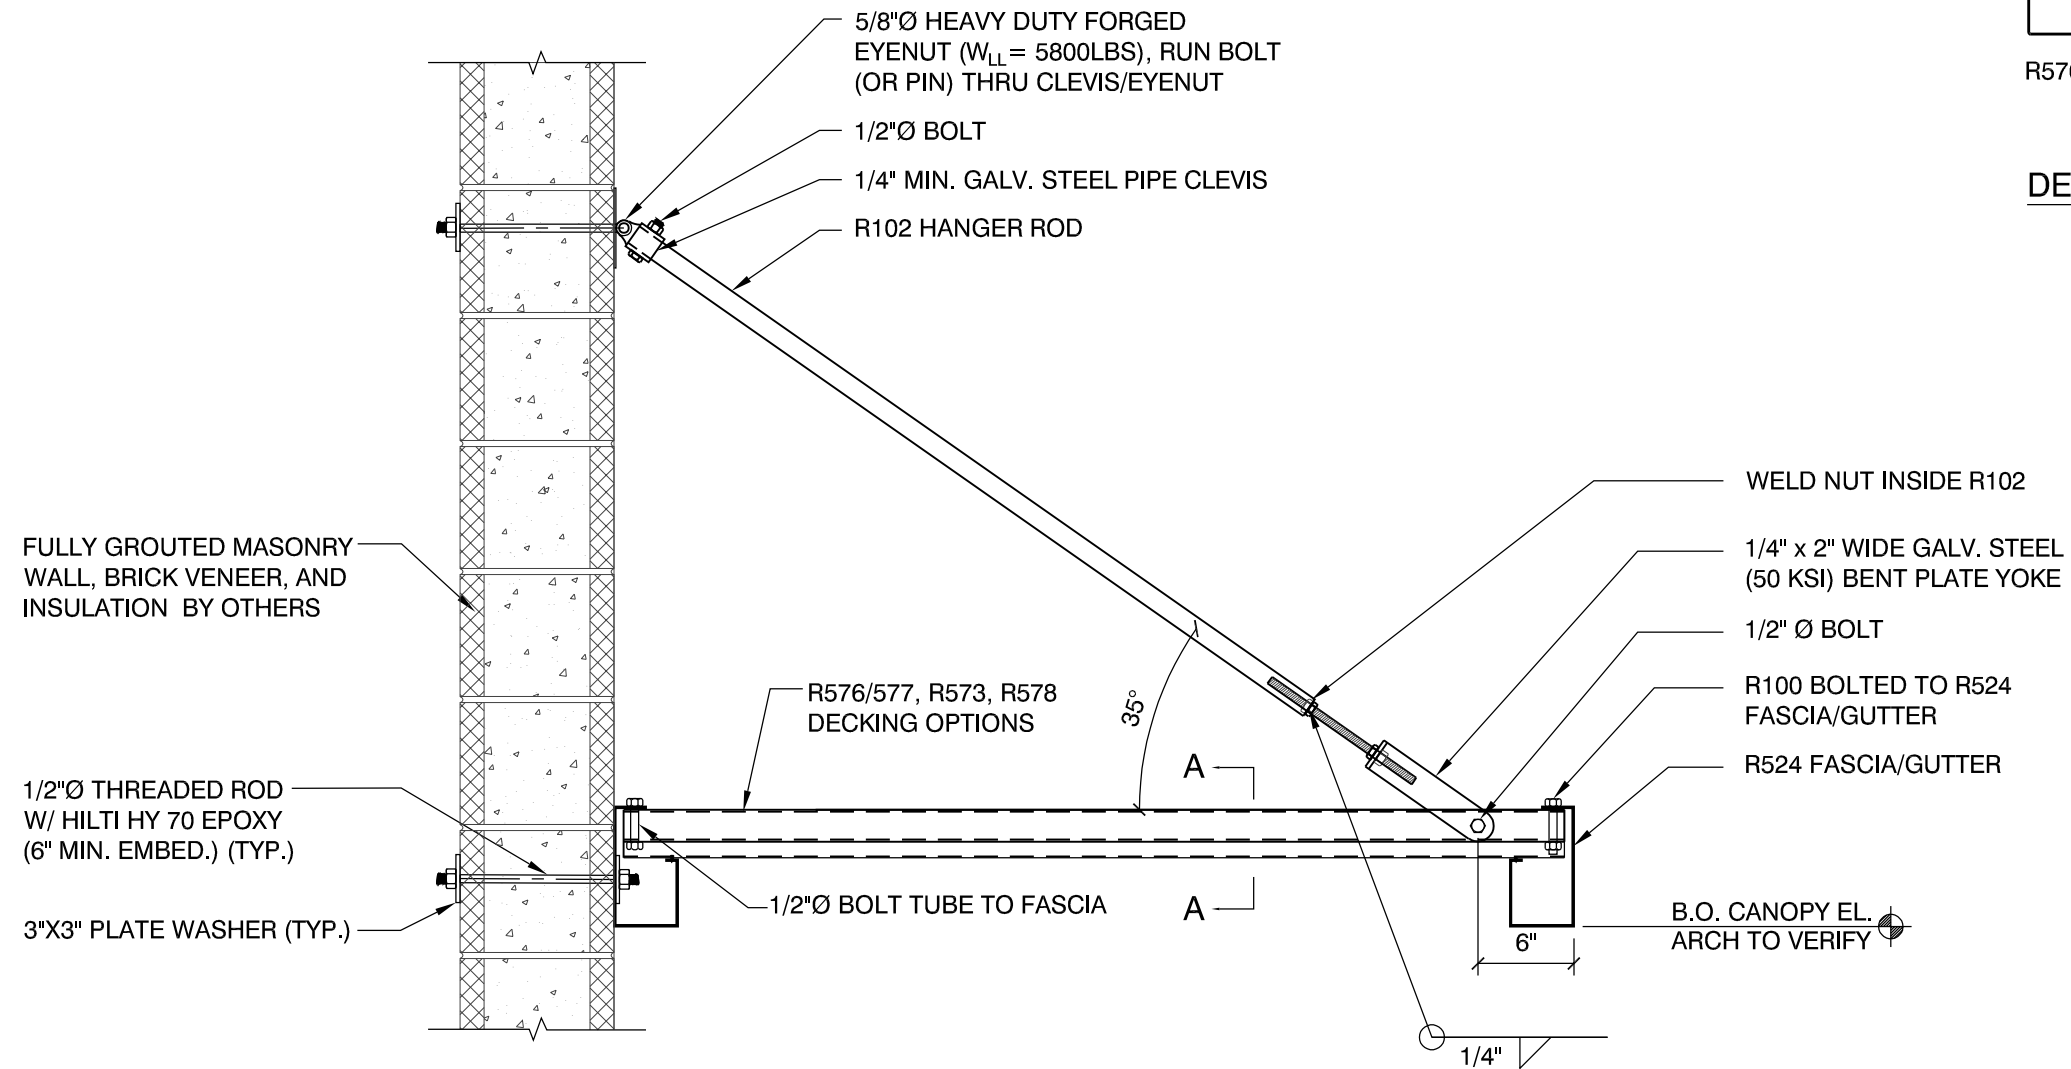 5/8"Ø HEAVY DUTY FORGED
EYENUT (WLL = 5800LBS), RUN BOLT
(OR PIN) THRU CLEVIS/EYENUT
1/2"Ø BOLT
1/4" MIN. GALV. STEEL PIPE CLEVIS
R102 HANGER ROD
DE
WELD NUT INSIDE R102
1/4" x 2" WIDE GALV. STEEL
(50 KSI) BENT PLATE YOKE
1/2" Ø BOLT
R100 BOLTED TO R524
FASCIA/GUTTER
R524 FASCIA/GUTTER
FULLY GROUTED MASONRY
WALL, BRICK VENEER, AND
INSULATION BY OTHERS
R576/577, R573, R578
DECKING OPTIONS
35°
A
A
1/2"Ø THREADED ROD
W/ HILTI HY 70 EPOXY
(6" MIN. EMBED.) (TYP.)
3"X3" PLATE WASHER (TYP.)
1/2"Ø BOLT TUBE TO FASCIA
B.O. CANOPY EL.
ARCH TO VERIFY
6"
1/4"